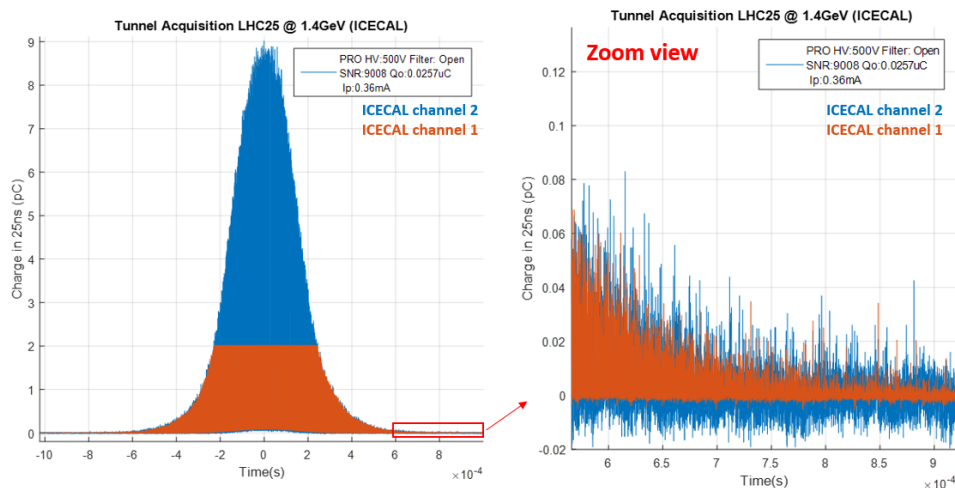 Tunnel Acquisition LHC25 @ 1.4GeV (ICECAL)
PRO HV:500V Filter: Open
SNR:9008 Qo:0.0257uC
Ip:0.36mA
ICECAL channel 2
ICECAL channel 1
Charge in 25ns (pC)
9
8
7
6
5
4
3
2
1
0
-10 -8 -6 -4 -2 0 2 4 6 8
Time(s)
×10⁻⁴
Tunnel Acquisition LHC25 @ 1.4GeV (ICECAL)
Zoom view
PRO HV:500V Filter: Open
SNR:9008 Qo:0.0257uC
Ip:0.36mA
ICECAL channel 2
ICECAL channel 1
Charge in 25ns (pC)
0.12
0.1
0.08
0.06
0.04
0.02
0
-0.02
6 6.5 7 7.5 8 8.5 9
Time(s)
×10⁻⁴